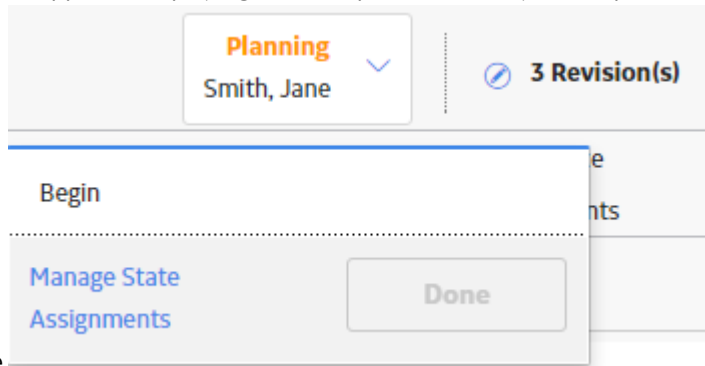 Planning
Smith, Jane
3 Revision(s)
Begin
Manage State
Assignments
Done